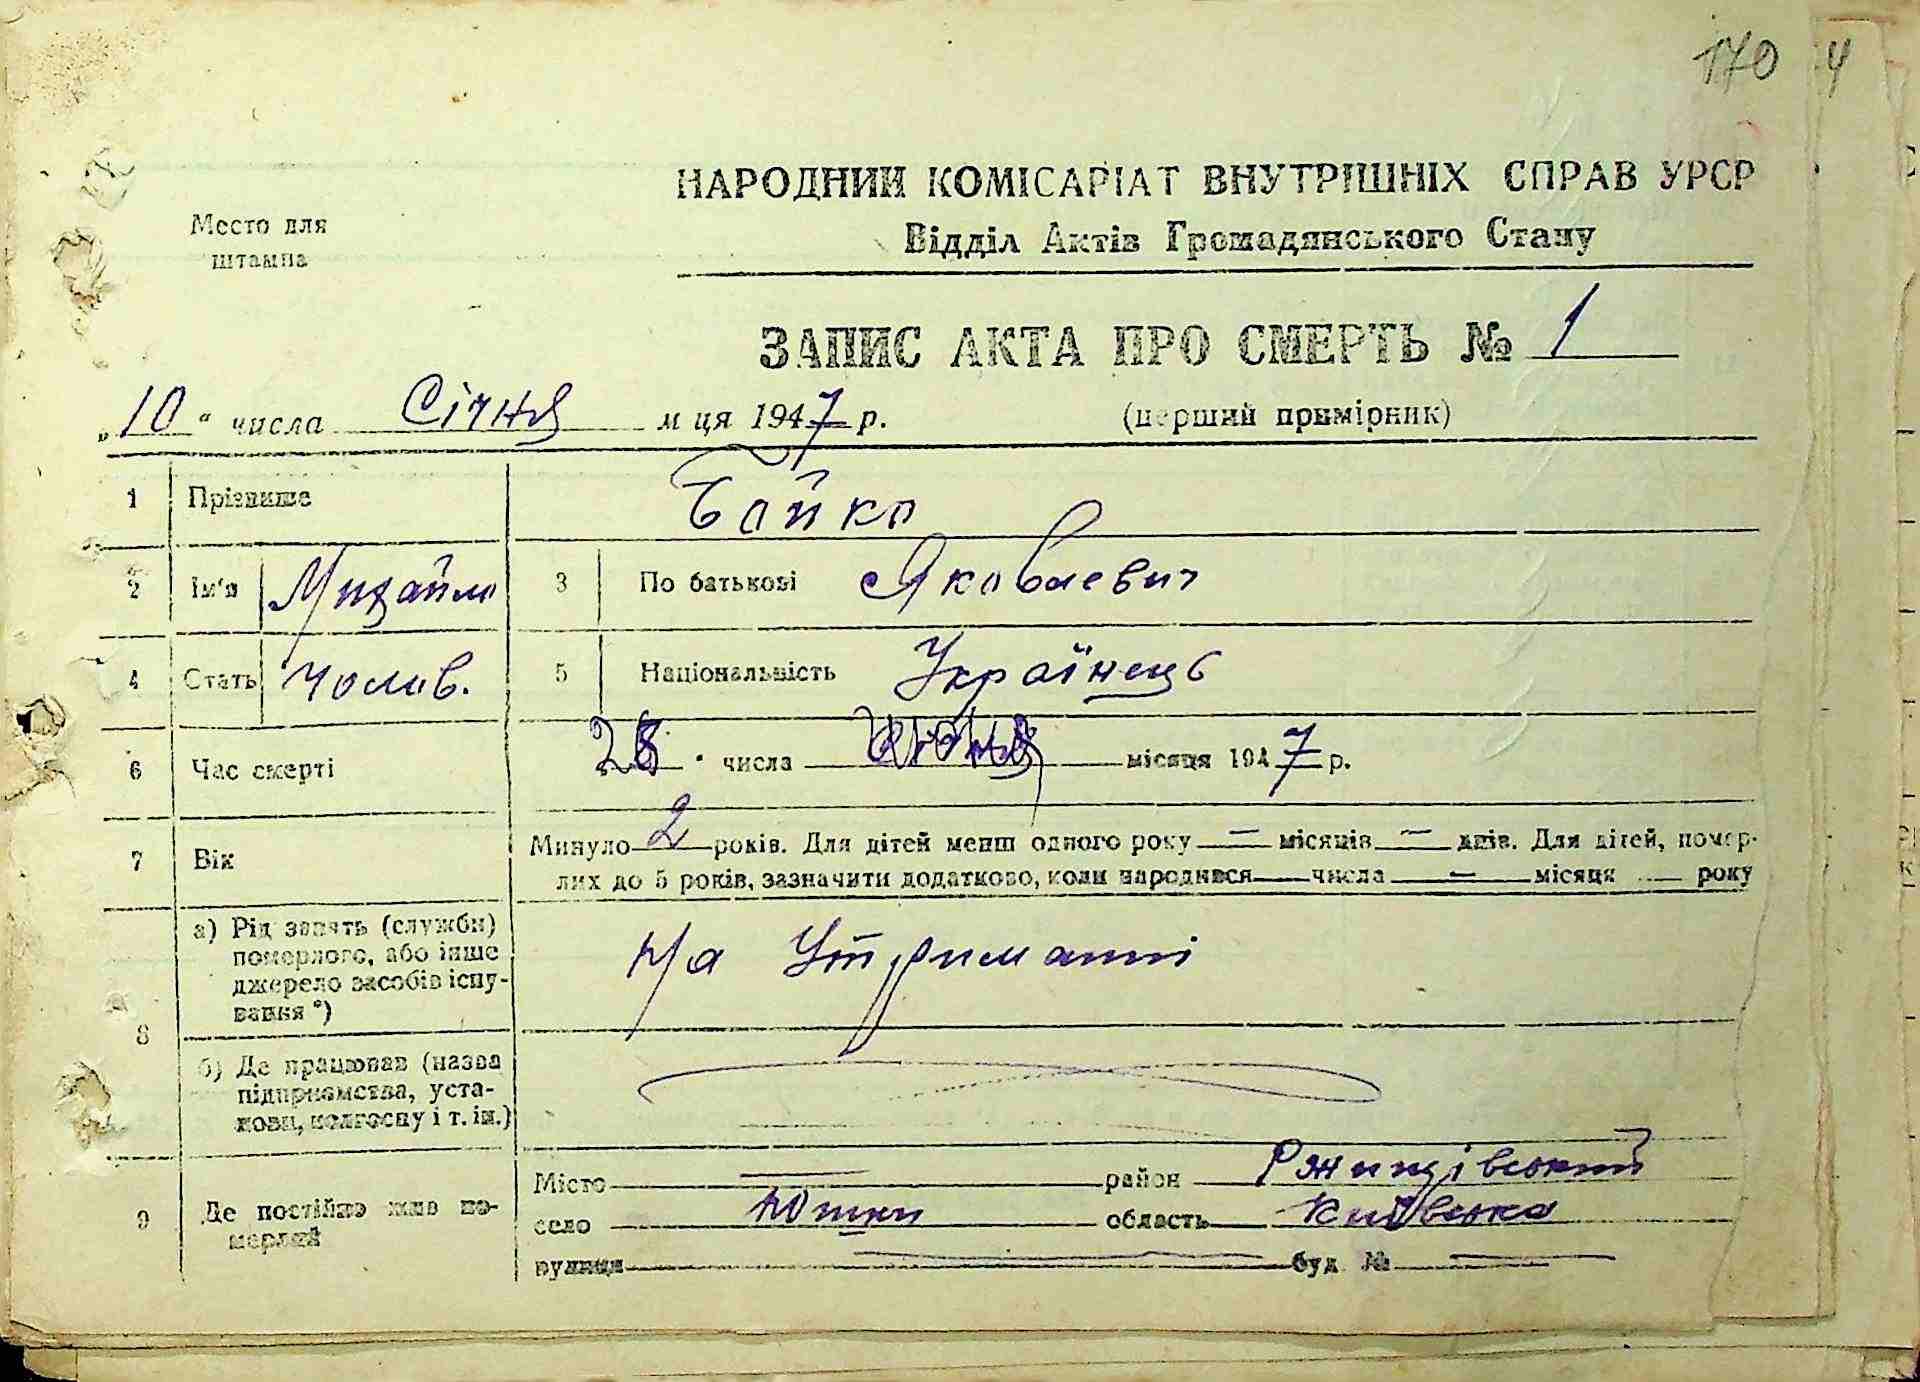 170
НАРОДНИЙ КОМІСАРІАТ ВНУТРІШНІХ СПРАВ УРСР
Место для штампа
Відділ Актів Громадянського Стану
ЗАПИС АКТА ПРО СМЕРТЬ № 1
„10“ числа Січня м ця 1947 р. (перший примірник)
1 Прізвище Бойко
2 Ім'я Михайло 3 По батькові Яковлевич
4 Стать чолов. 5 Національність Українець
6 Час смерті числа місяця 1947 р.
7 Вік Минуло 2 років. Для дітей менш одного року — місяців — днів. Для дітей, помер-
лих до 5 років, зазначити додатково, коли народився — числа — місяця — року
8 а) Рід занять (служби) померлого, або інше джерело засобів існування *) н/а Утриманні
б) Де працював (назва підприємства, установи, колгоспу і т. ін.)
9 Де постійно жив померлий Місто — район Ржищівський
село Юшки область Київська
вулиця — буд № —